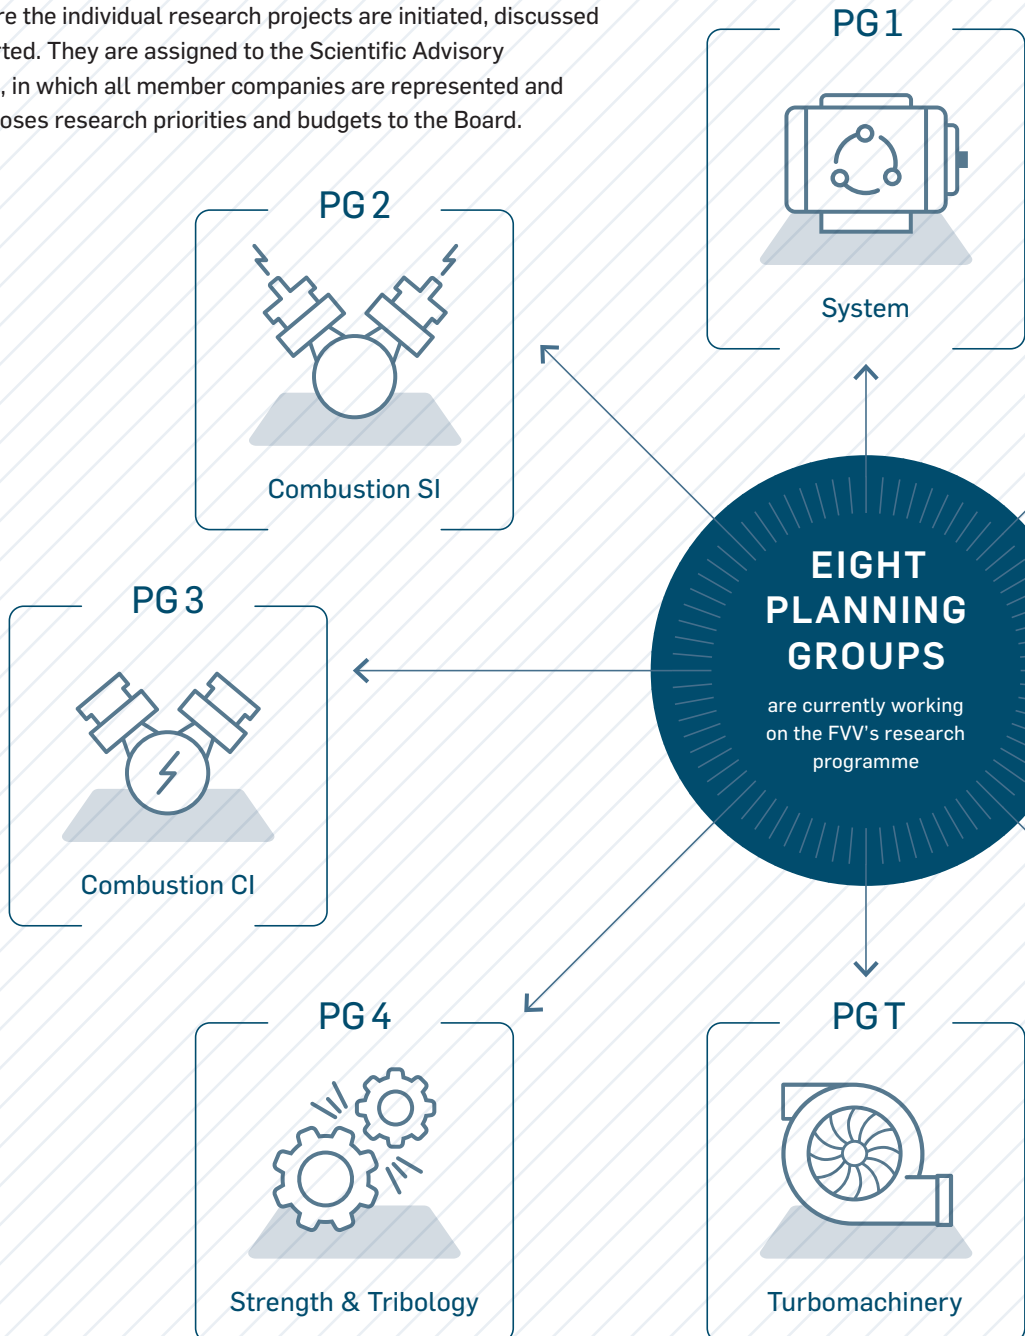 re the individual research projects are initiated, discussed
rted. They are assigned to the Scientific Advisory
, in which all member companies are represented and
oses research priorities and budgets to the Board.
PG 1
System
PG 2
Combustion SI
EIGHT
PLANNING
GROUPS
are currently working
on the FVV's research
programme
PG 3
Combustion CI
PG 4
Strength & Tribology
PG T
Turbomachinery